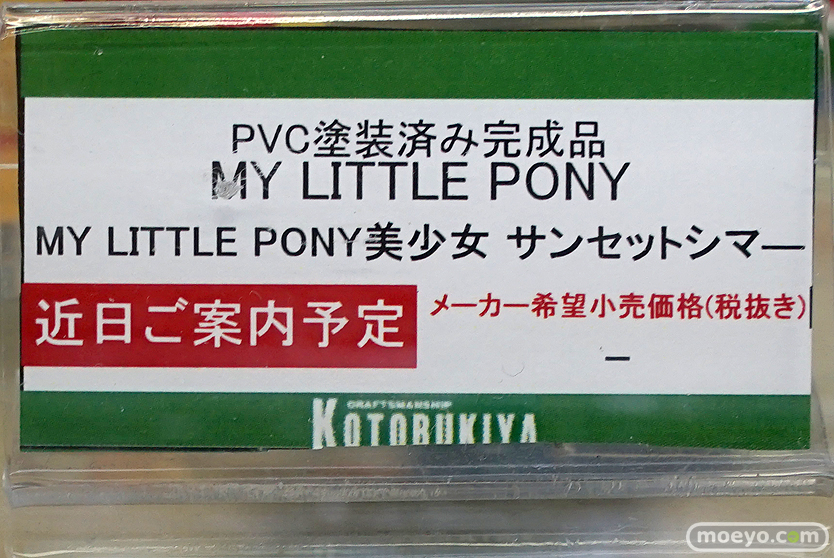 PVC塗装済み完成品
MY LITTLE PONY
MY LITTLE PONY美少女 サンセットシマー
近日ご案内予定
メーカー希望小売価格(税抜き)
–
CRAFTSMANSHIP
KOTOBUKIYA
moeyo.com